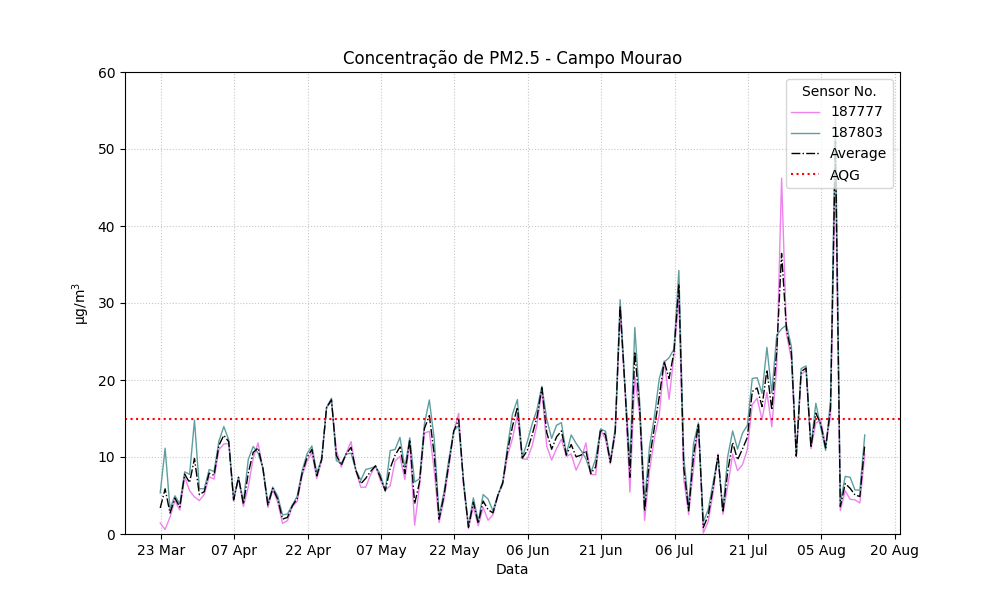 Concentração de PM2.5 - Campo Mourao
60
50
40
30
20
10
0
µg/m³
Sensor No.
187777
187803
Average
AQG
23 Mar 07 Apr 22 Apr 07 May 22 May 06 Jun 21 Jun 06 Jul 21 Jul 05 Aug 20 Aug
Data